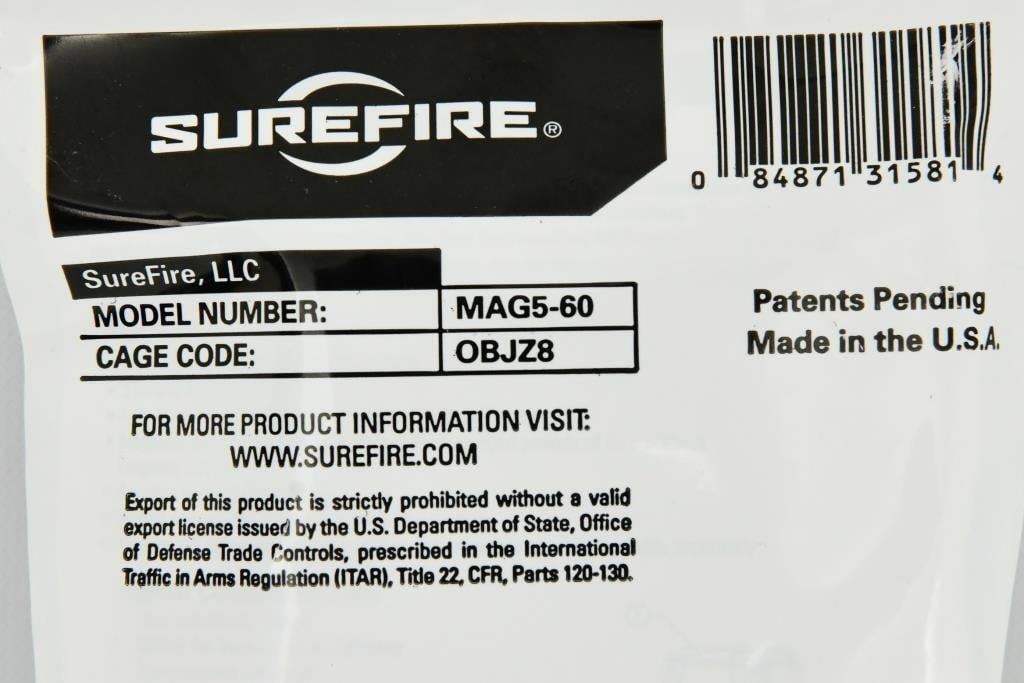 SUREFIRE®
0 84871 31581 4
SureFire, LLC
MODEL NUMBER: MAG5-60
CAGE CODE: OBJZ8
Patents Pending
Made in the U.S.A.
FOR MORE PRODUCT INFORMATION VISIT:
WWW.SUREFIRE.COM
Export of this product is strictly prohibited without a valid
export license issued by the U.S. Department of State, Office
of Defense Trade Controls, prescribed in the International
Traffic in Arms Regulation (ITAR), Title 22, CFR, Parts 120-130.